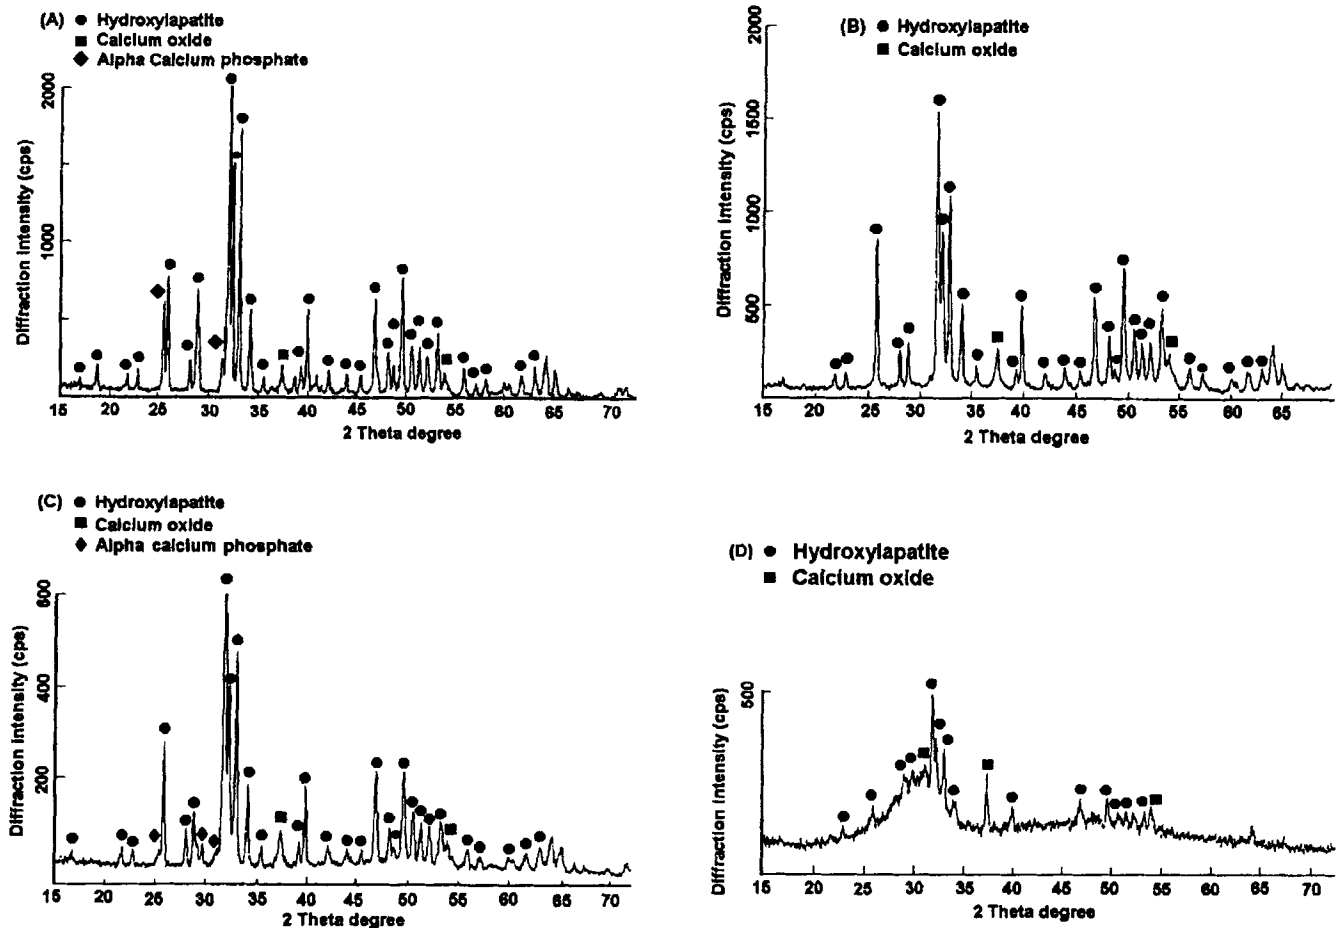 (A) ● Hydroxylapatite
■ Calcium oxide
◆ Alpha Calcium phosphate
2000
1000
Diffraction Intensity (cps)
15 20 25 30 35 40 45 50 55 60 65 70
2 Theta degree
(B) ● Hydroxylapatite
■ Calcium oxide
2000
1500
1000
500
Diffraction Intensity (cps)
15 20 25 30 35 40 45 50 55 60 65
2 Theta degree
(C) ● Hydroxylapatite
■ Calcium oxide
◆ Alpha calcium phosphate
600
400
200
Diffraction Intensity (cps)
15 20 25 30 35 40 45 50 55 60 65 70
2 Theta degree
(D) ● Hydroxylapatite
■ Calcium oxide
500
Diffraction Intensity (cps)
15 20 25 30 35 40 45 50 55 60 65 70
2 Theta degree